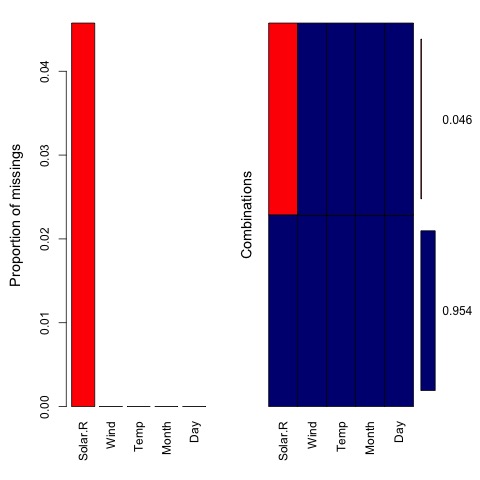 Proportion of missings
0.04
0.03
0.02
0.01
0.00
Solar.R
Wind
Temp
Month
Day
Combinations
Solar.R
Wind
Temp
Month
Day
0.046
0.954